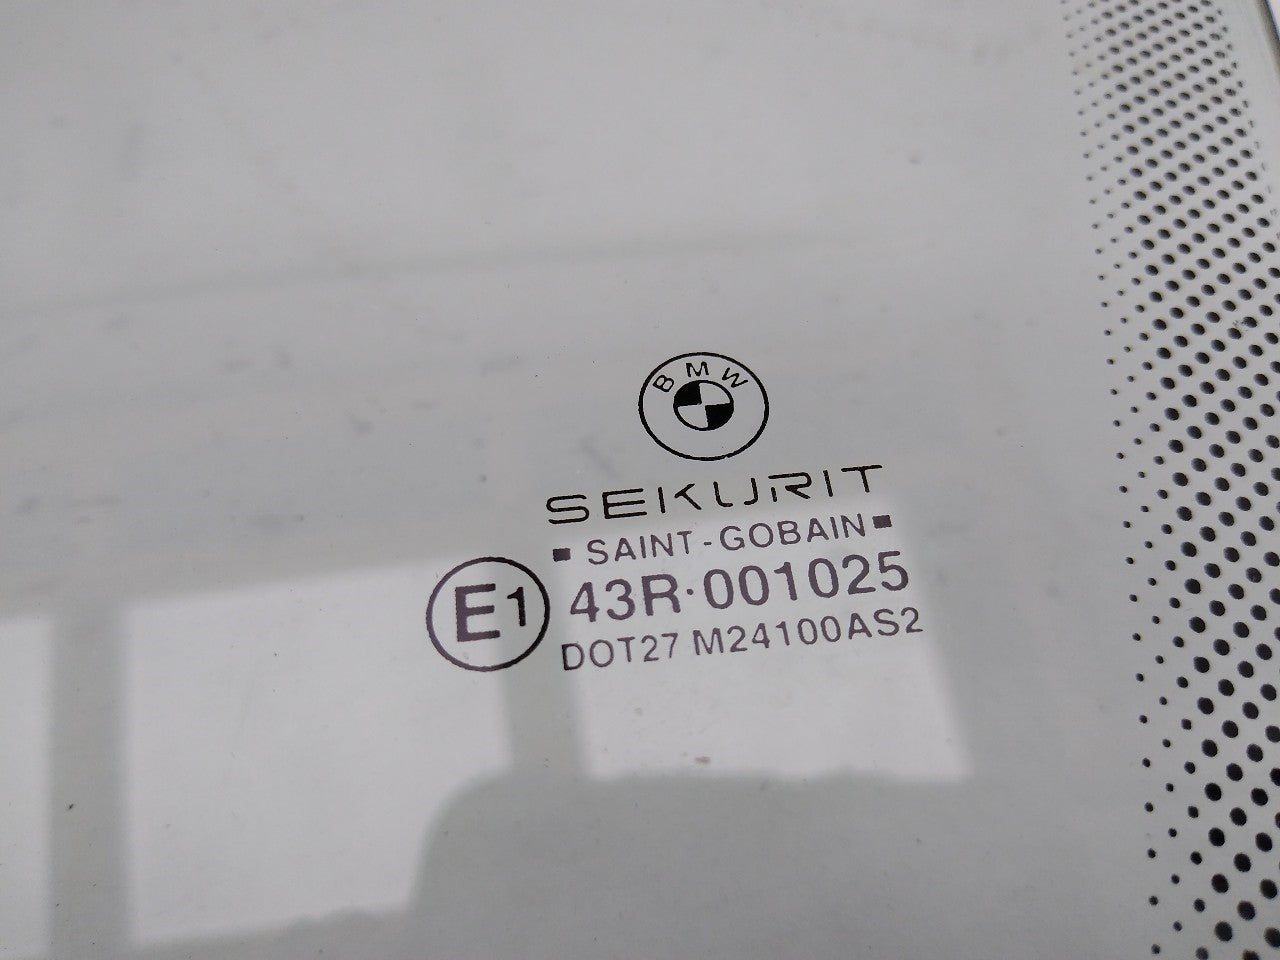 BMW
SEKURIT
SAINT-GOBAIN
E1 43R·001025
DOT27 M24100AS2